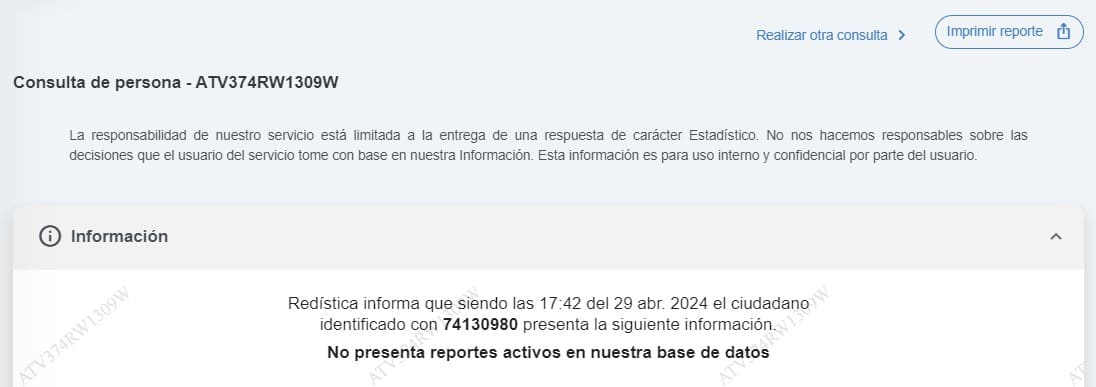 Realizar otra consulta
Imprimir reporte
Consulta de persona - ATV374RW1309W
La responsabilidad de nuestro servicio está limitada a la entrega de una respuesta de carácter Estadístico. No nos hacemos responsables sobre las
decisiones que el usuario del servicio tome con base en nuestra Información. Esta información es para uso interno y confidencial por parte del usuario.
Información
Redística informa que siendo las 17:42 del 29 abr. 2024 el ciudadano
identificado con 74130980 presenta la siguiente información.
No presenta reportes activos en nuestra base de datos
ATV374RW1309W
ATV374RW1309W
ATV374RW1309W
AT